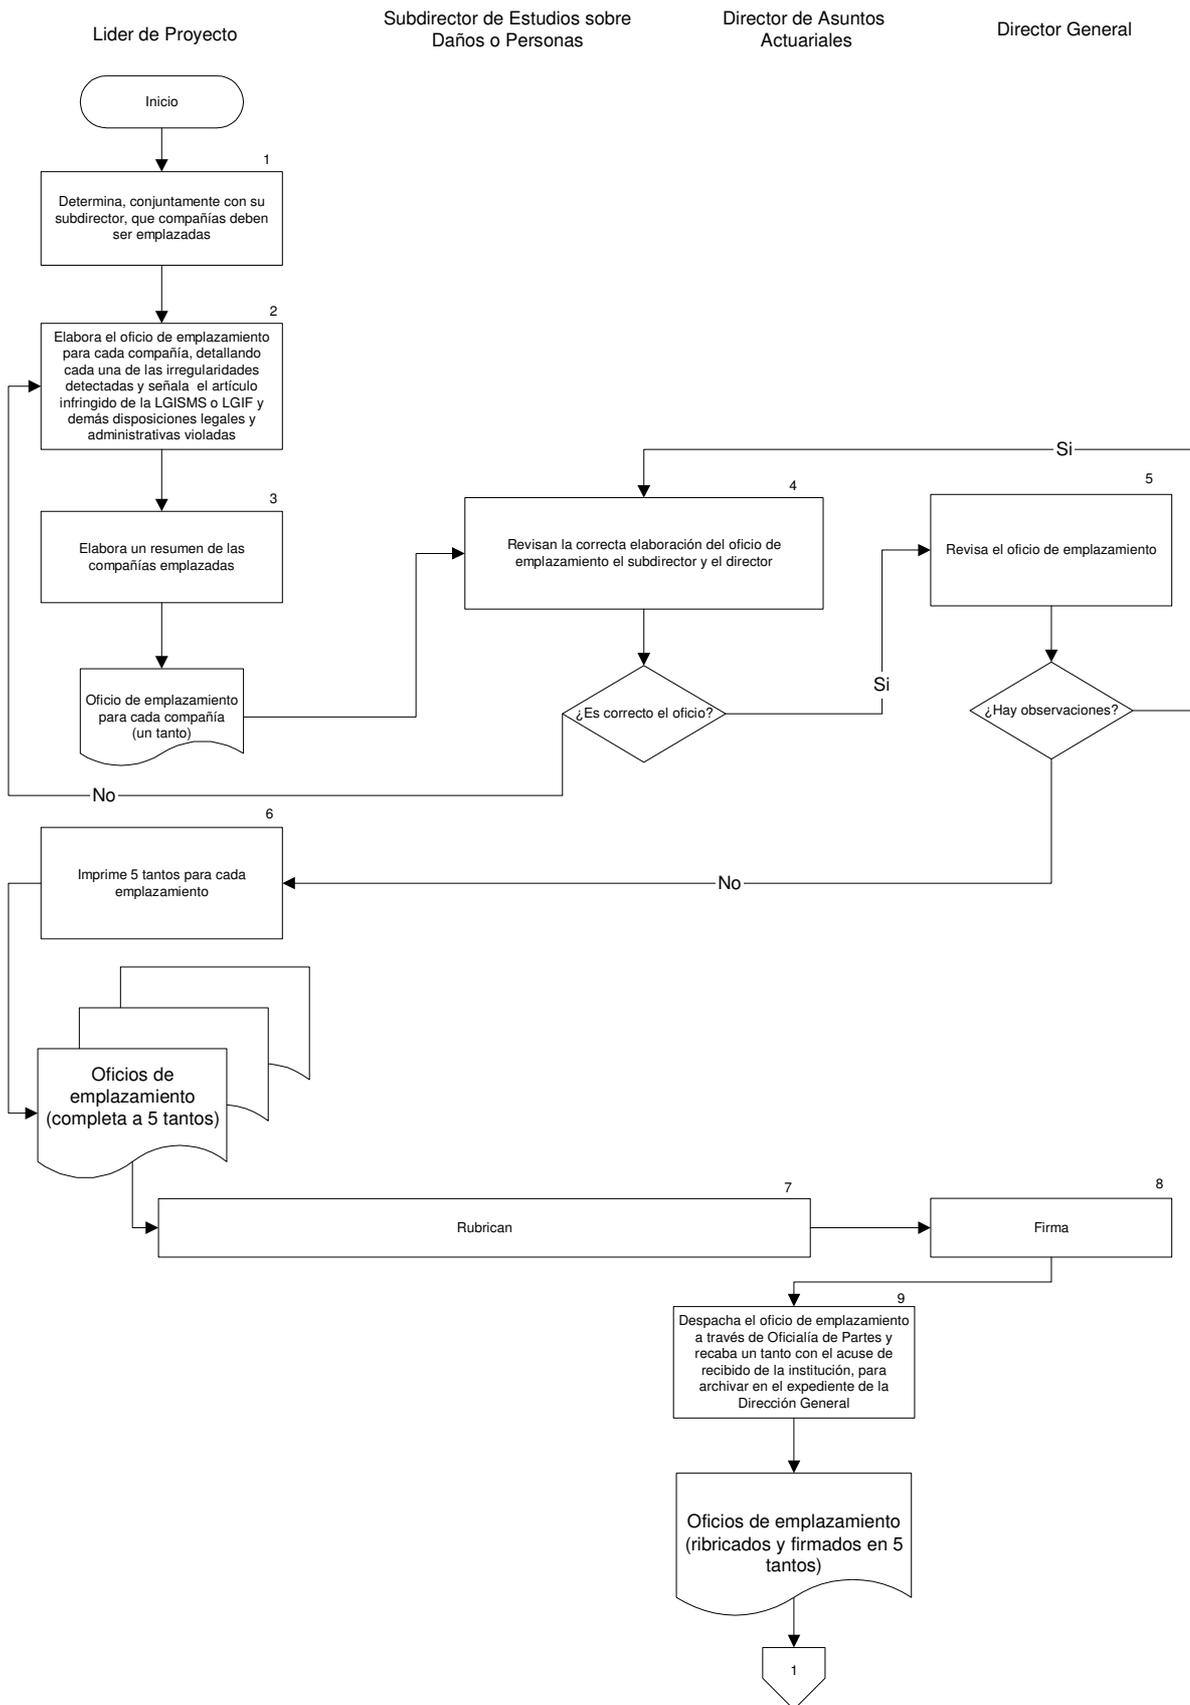 Lider de Proyecto
Subdirector de Estudios sobre
Daños o Personas
Director de Asuntos
Actuariales
Director General
Inicio
1
Determina, conjuntamente con su
subdirector, que compañías deben
ser emplazadas
2
Elabora el oficio de emplazamiento
para cada compañía, detallando
cada una de las irregularidades
detectadas y señala el artículo
infringido de la LGISMS o LGIF y
demás disposiciones legales y
administrativas violadas
3
Elabora un resumen de las
compañías emplazadas
Oficio de emplazamiento
para cada compañía
(un tanto)
4
Revisan la correcta elaboración del oficio de
emplazamiento el subdirector y el director
¿Es correcto el oficio?
No
Si
5
Revisa el oficio de emplazamiento
¿Hay observaciones?
Si
No
6
Imprime 5 tantos para cada
emplazamiento
Oficios de
emplazamiento
(completa a 5 tantos)
7
Rubrican
8
Firma
9
Despacha el oficio de emplazamiento
a través de Oficialía de Partes y
recaba un tanto con el acuse de
recibido de la institución, para
archivar en el expediente de la
Dirección General
Oficios de emplazamiento
(ribricados y firmados en 5
tantos)
1